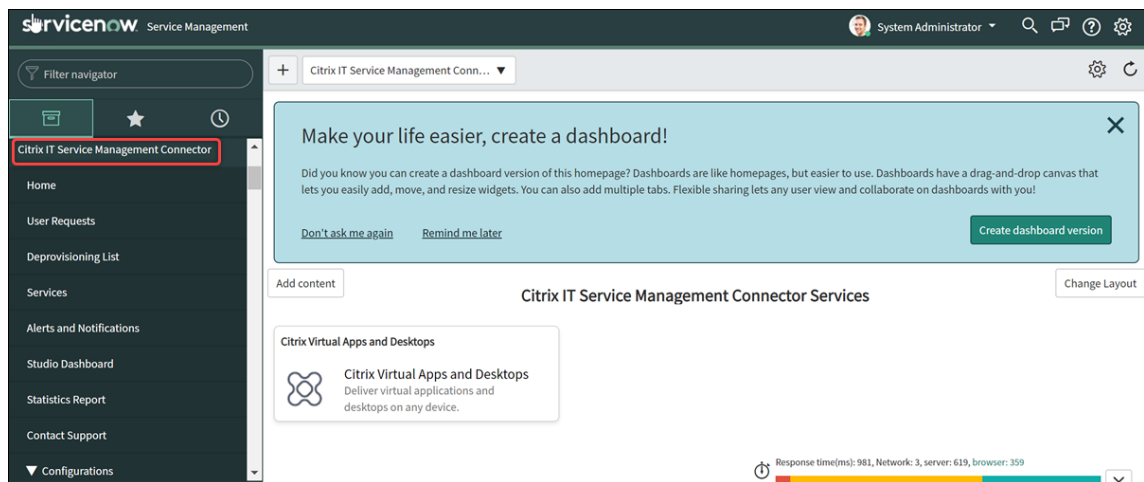 servicenow. Service Management
System Administrator
Filter navigator
Citrix IT Service Management Conn...
Citrix IT Service Management Connector
Home
User Requests
Deprovisioning List
Services
Alerts and Notifications
Studio Dashboard
Statistics Report
Contact Support
Configurations
Make your life easier, create a dashboard!
Did you know you can create a dashboard version of this homepage? Dashboards are like homepages, but easier to use. Dashboards have a drag-and-drop canvas that
lets you easily add, move, and resize widgets. You can also add multiple tabs. Flexible sharing lets any user view and collaborate on dashboards with you!
Don't ask me again
Remind me later
Create dashboard version
Add content
Citrix IT Service Management Connector Services
Change Layout
Citrix Virtual Apps and Desktops
Citrix Virtual Apps and Desktops
Deliver virtual applications and
desktops on any device.
Response time(ms): 981, Network: 3, server: 619, browser: 359